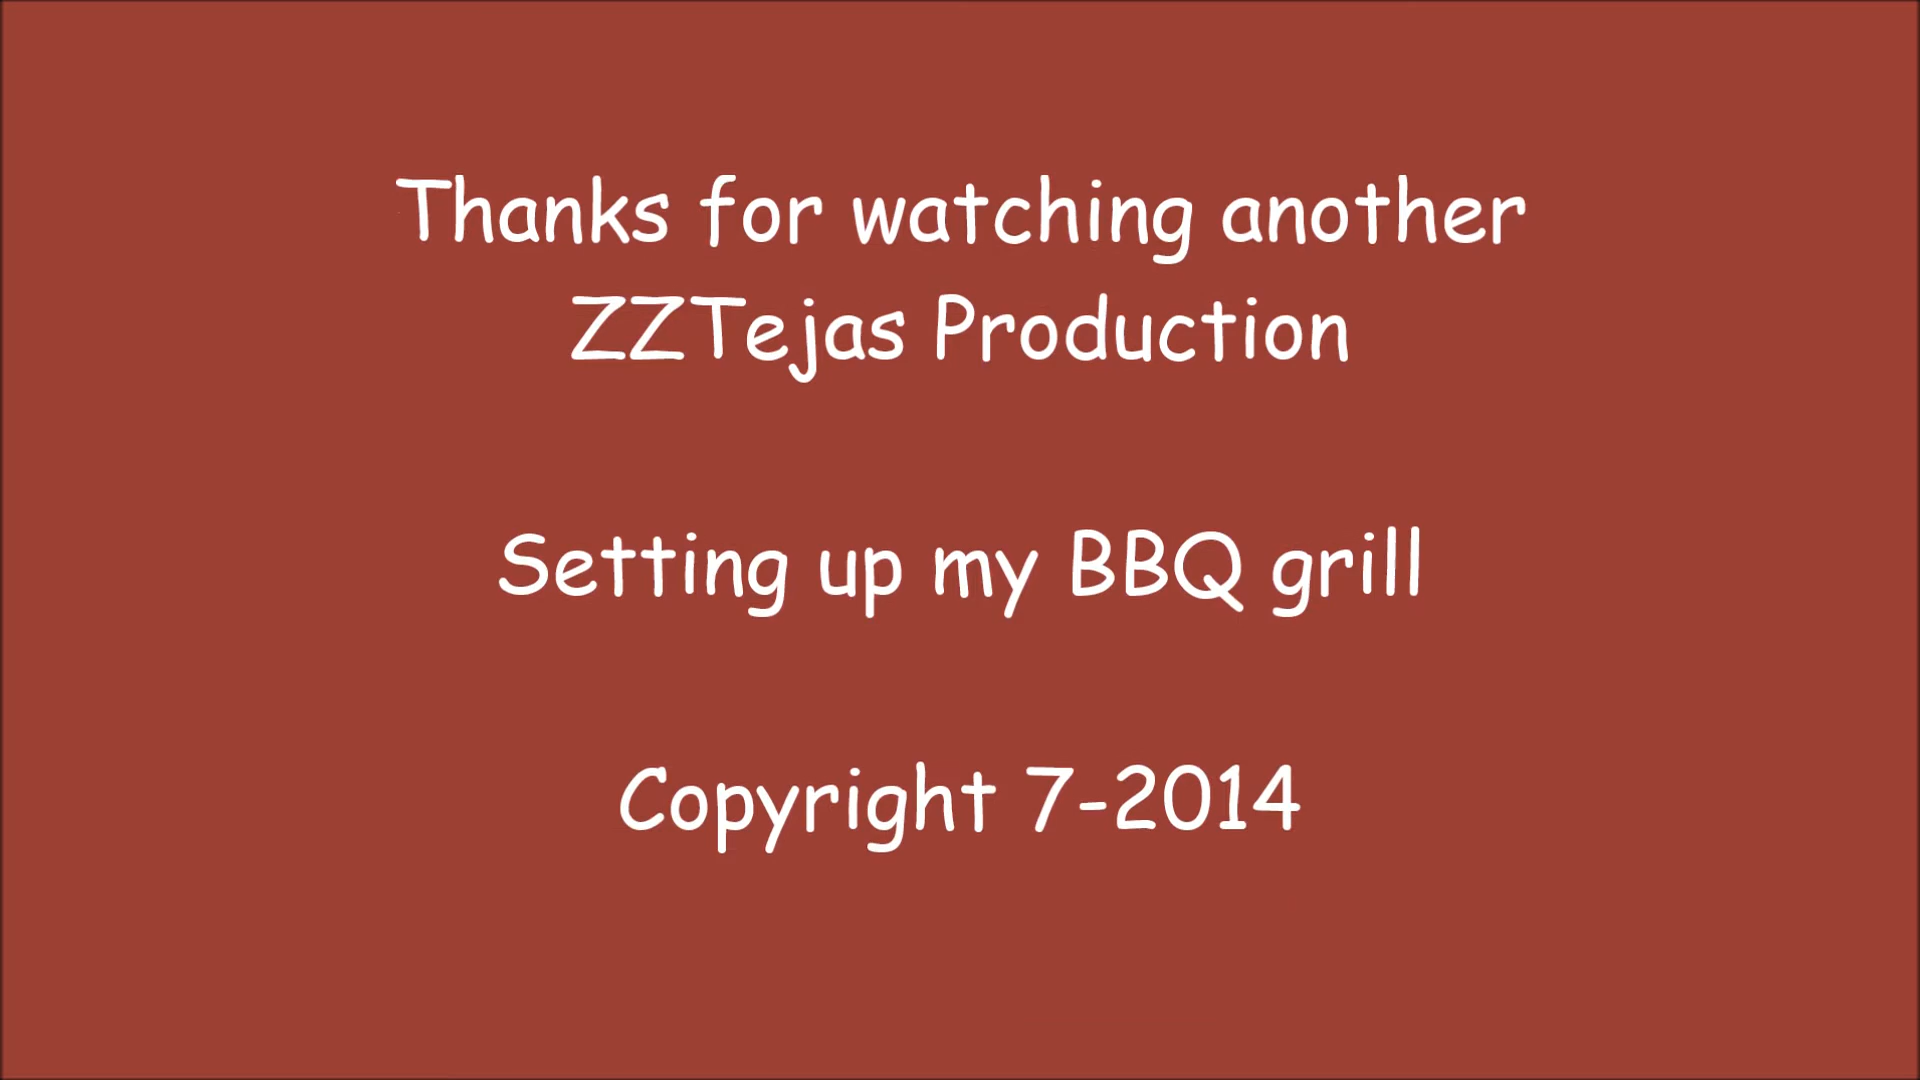 Thanks for watching another
ZZTejas Production
Setting up my BBQ grill
Copyright 7-2014